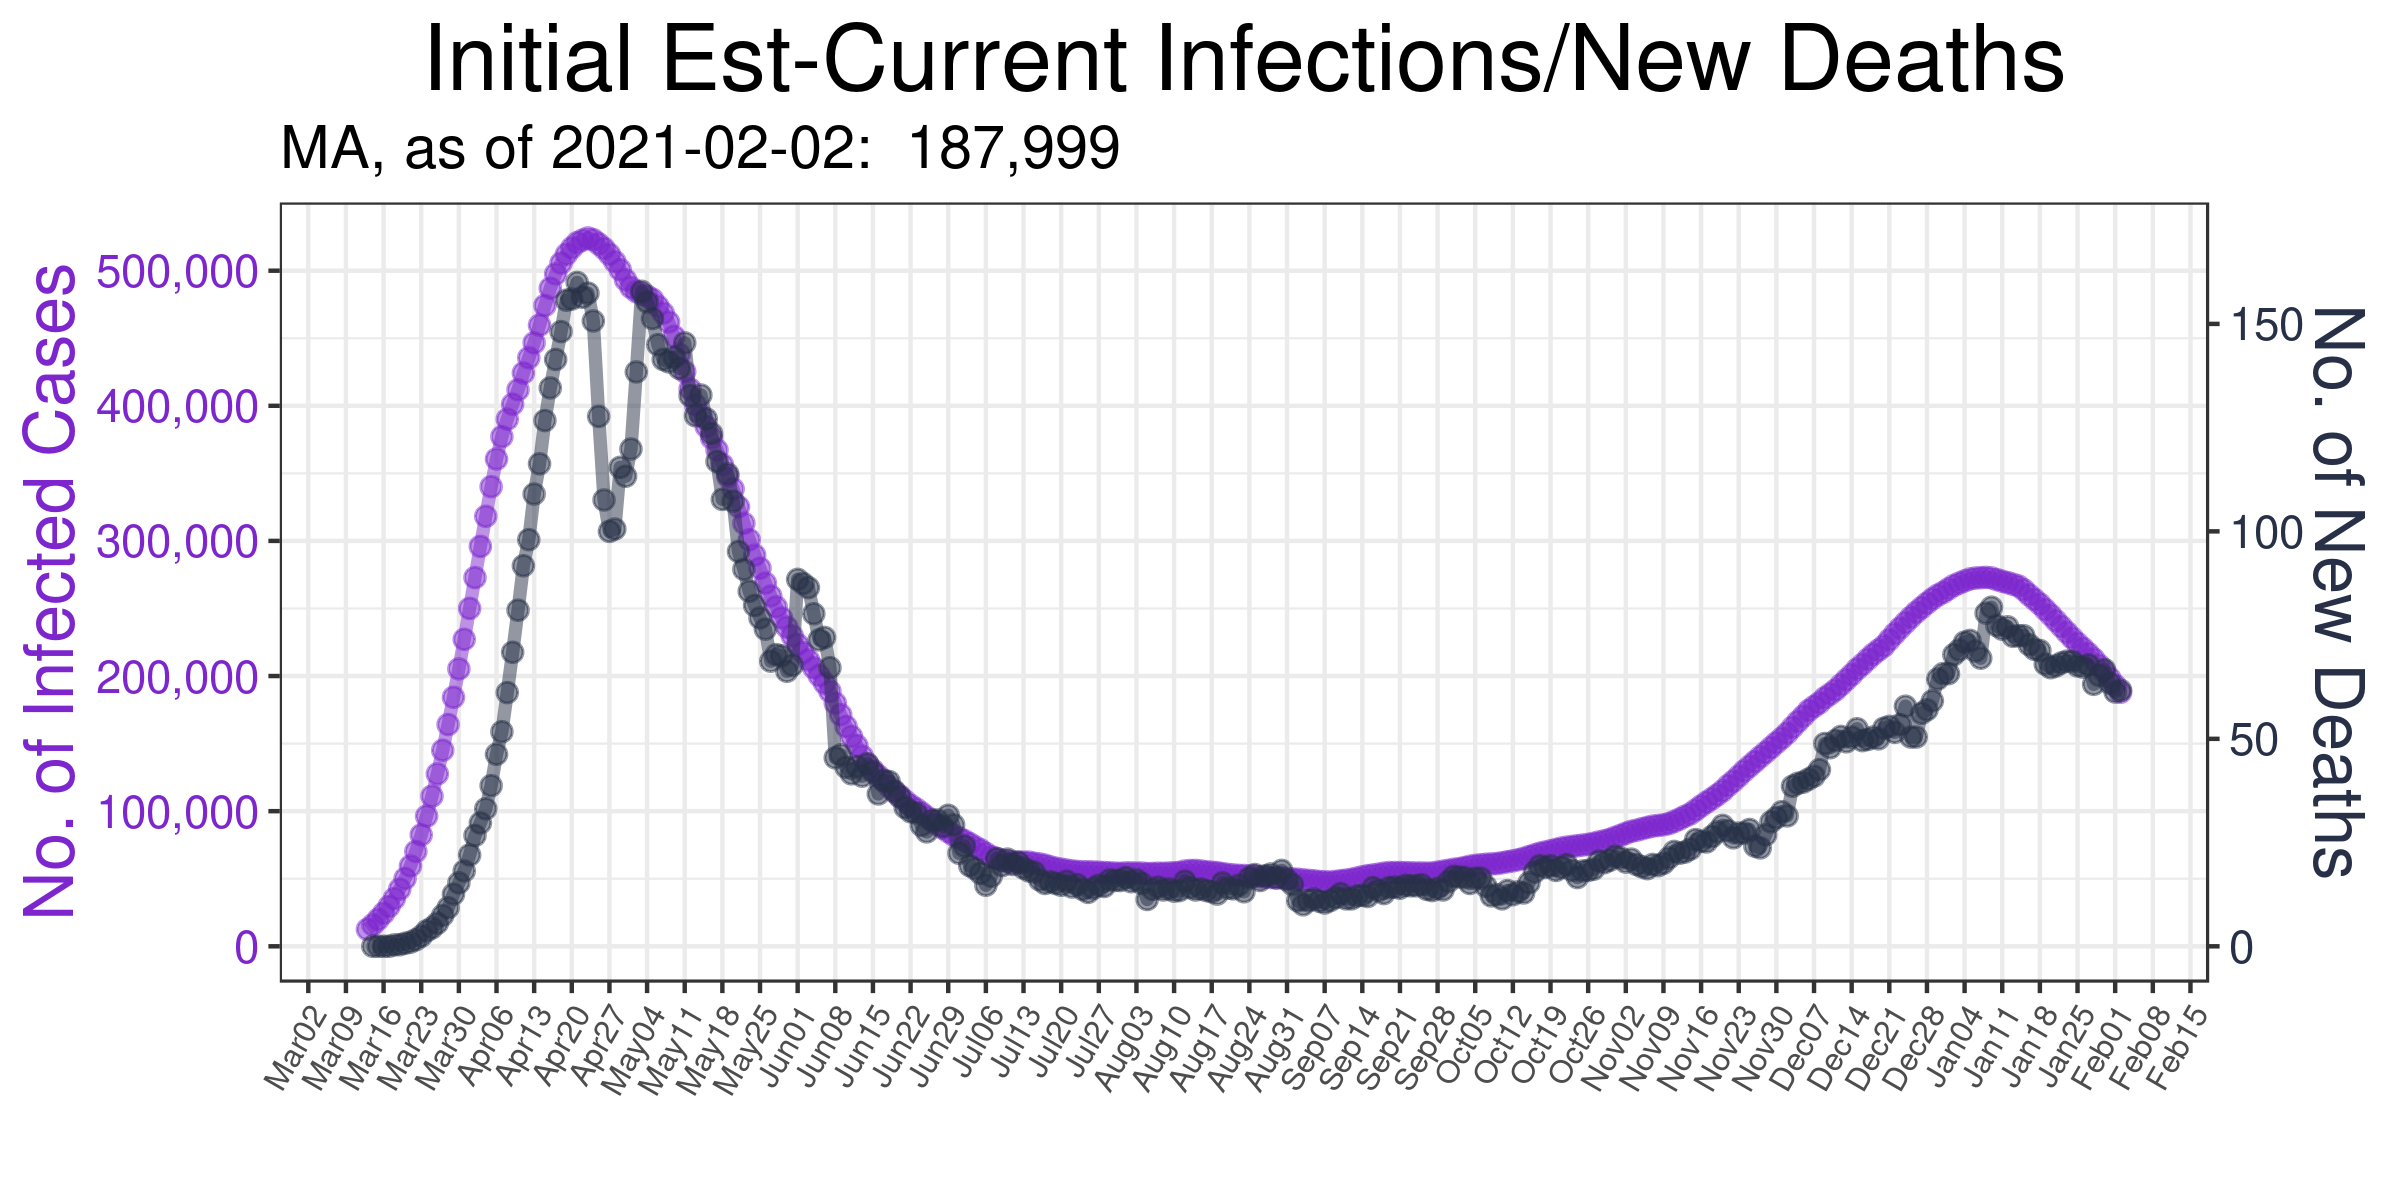 Initial Est-Current Infections/New Deaths
MA, as of 2021-02-02:  187,999
No. of Infected Cases
500,000
400,000
300,000
200,000
100,000
0
150
100
50
0
No. of New Deaths
Mar02
Mar09
Mar16
Mar23
Mar30
Apr06
Apr13
Apr20
Apr27
May04
May11
May18
May25
Jun01
Jun08
Jun15
Jun22
Jun29
Jul06
Jul13
Jul20
Jul27
Aug03
Aug10
Aug17
Aug24
Aug31
Sep07
Sep14
Sep21
Sep28
Oct05
Oct12
Oct19
Oct26
Nov02
Nov09
Nov16
Nov23
Nov30
Dec07
Dec14
Dec21
Dec28
Jan04
Jan11
Jan18
Jan25
Feb01
Feb08
Feb15